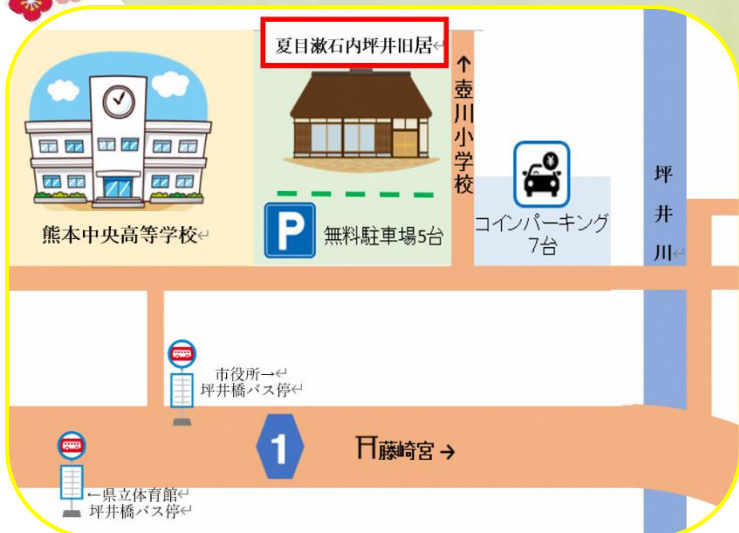 夏目漱石内坪井旧居↵
↑壺川小学校
熊本中央高等学校↵
P
無料駐車場5台
¥
コインパーキング
7台
坪井川↵
市役所→↵
坪井橋バス停↵
1
藤崎宮→
←県立体育館↵
坪井橋バス停↵